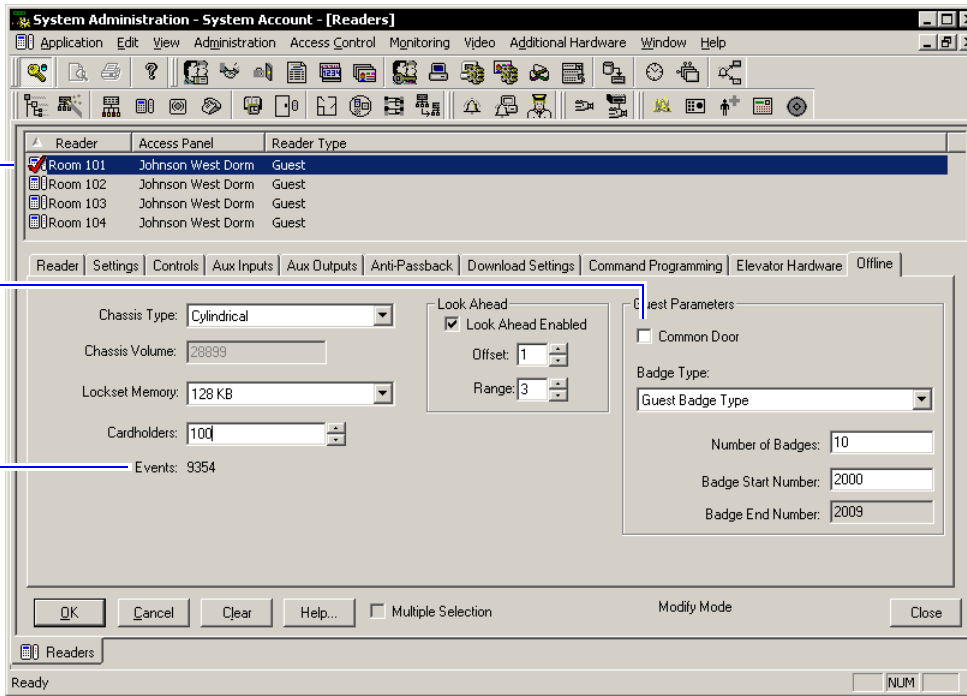 System Administration - System Account - [Readers]
Application Edit View Administration Access Control Monitoring Video Additional Hardware Window Help
Reader Access Panel Reader Type
Room 101 Johnson West Dorm Guest
Room 102 Johnson West Dorm Guest
Room 103 Johnson West Dorm Guest
Room 104 Johnson West Dorm Guest
Reader Settings Controls Aux Inputs Aux Outputs Anti-Passback Download Settings Command Programming Elevator Hardware Offline
Chassis Type: Cylindrical
Chassis Volume: 28899
Lockset Memory: 128 KB
Cardholders: 100
Events: 9354
Look Ahead
Look Ahead Enabled
Offset: 1
Range: 3
Guest Parameters
Common Door
Badge Type:
Guest Badge Type
Number of Badges: 10
Badge Start Number: 2000
Badge End Number: 2009
OK Cancel Clear Help... Multiple Selection Modify Mode Close
Readers
Ready NUM